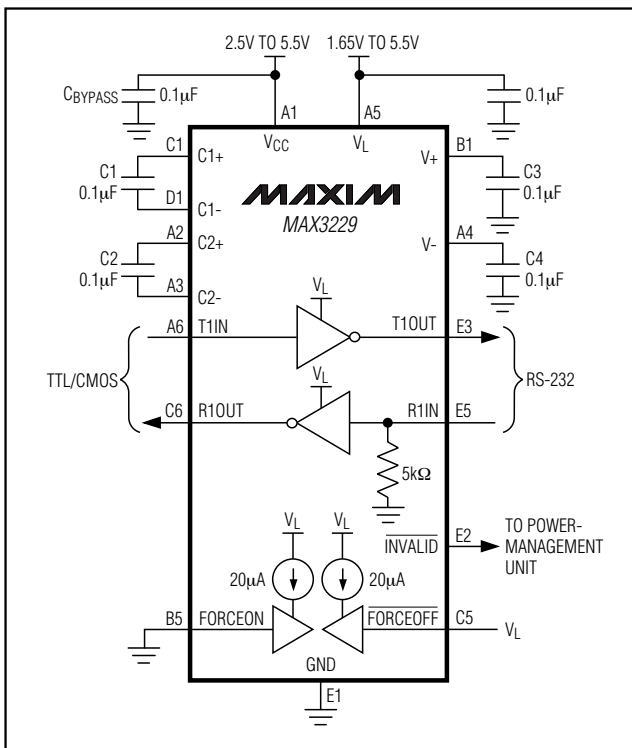 2.5V TO 5.5V 1.65V TO 5.5V
CBYPASS 0.1µF 0.1µF
A1 A5
VCC VL
C1 C1+ V+ B1
C1 0.1µF C3 0.1µF
D1 C1-
MAXIM
MAX3229
A2 C2+ V- A4
C2 0.1µF C4 0.1µF
A3 C2-
VL
A6 T1IN T1OUT E3
TTL/CMOS RS-232
VL
C6 R1OUT R1IN E5
5kΩ
VL VL
INVALID E2 TO POWER-
MANAGEMENT
UNIT
20µA 20µA
B5 FORCEON FORCEOFF C5 VL
GND
E1